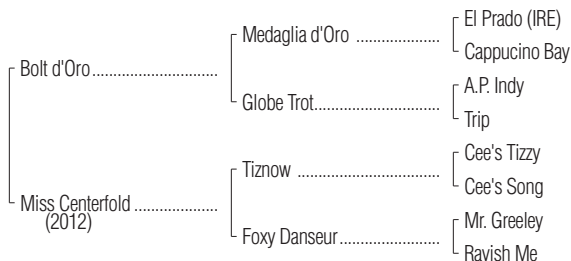 El Prado (IRE)
Medaglia d'Oro ......................
Cappucino Bay
Bolt d'Oro .................................
A.P. Indy
Globe Trot .................................
Trip
Cee's Tizzy
Tiznow .....................................
Cee's Song
Miss Centerfold ......................
(2012)
Mr. Greeley
Foxy Danseur ..........................
Ravish Me